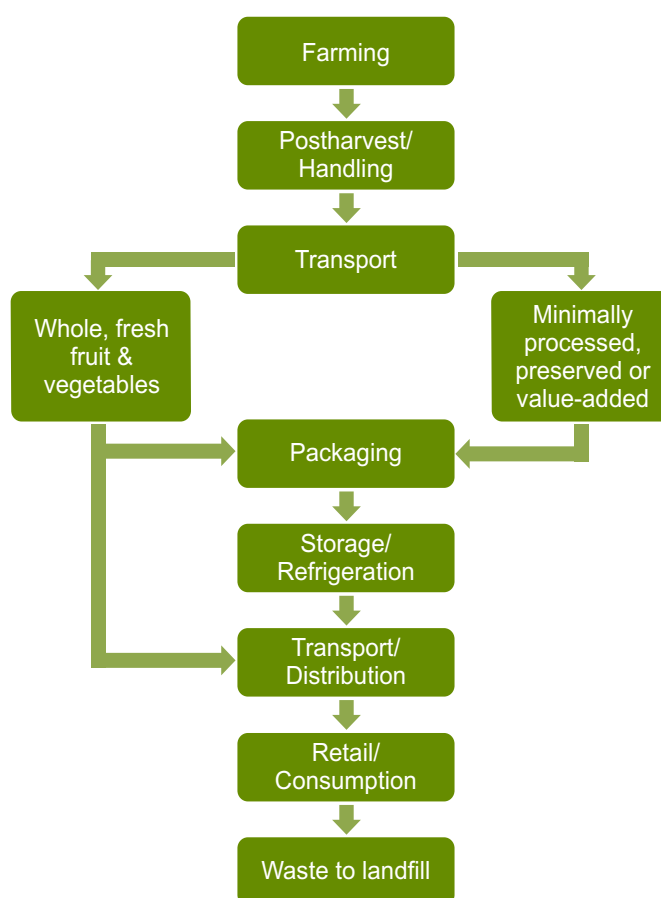 Farming
Postharvest/
Handling
Transport
Whole, fresh
fruit &
vegetables
Minimally
processed,
preserved or
value-added
Packaging
Storage/
Refrigeration
Transport/
Distribution
Retail/
Consumption
Waste to landfill